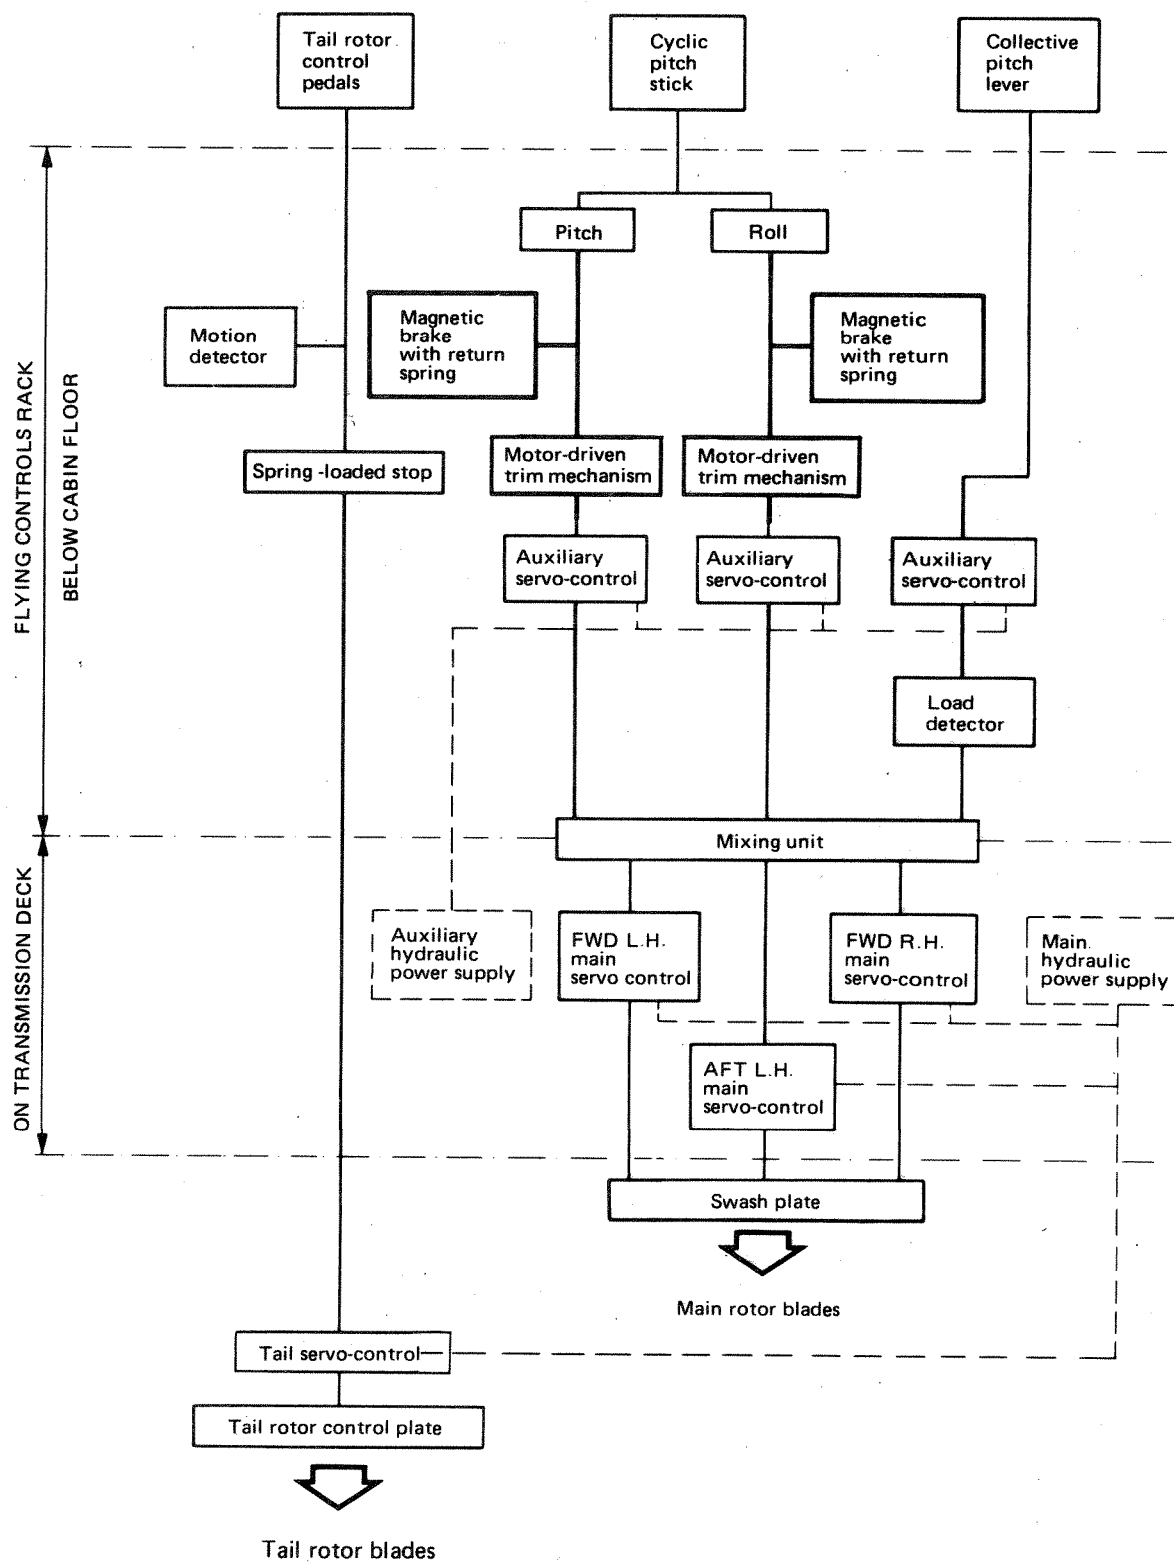 Tail rotor
control
pedals
Cyclic
pitch
stick
Collective
pitch
lever
FLYING CONTROLS RACK
BELOW CABIN FLOOR
Pitch
Roll
Motion
detector
Magnetic
brake
with return
spring
Magnetic
brake
with return
spring
Spring -loaded stop
Motor-driven
trim mechanism
Motor-driven
trim mechanism
Auxiliary
servo-control
Auxiliary
servo-control
Auxiliary
servo-control
Load
detector
Mixing unit
ON TRANSMISSION DECK
Auxiliary
hydraulic
power supply
FWD L.H.
main
servo control
FWD R.H.
main
servo-control
Main
hydraulic
power supply
AFT L.H.
main
servo-control
Swash plate
Main rotor blades
Tail servo-control
Tail rotor control plate
Tail rotor blades